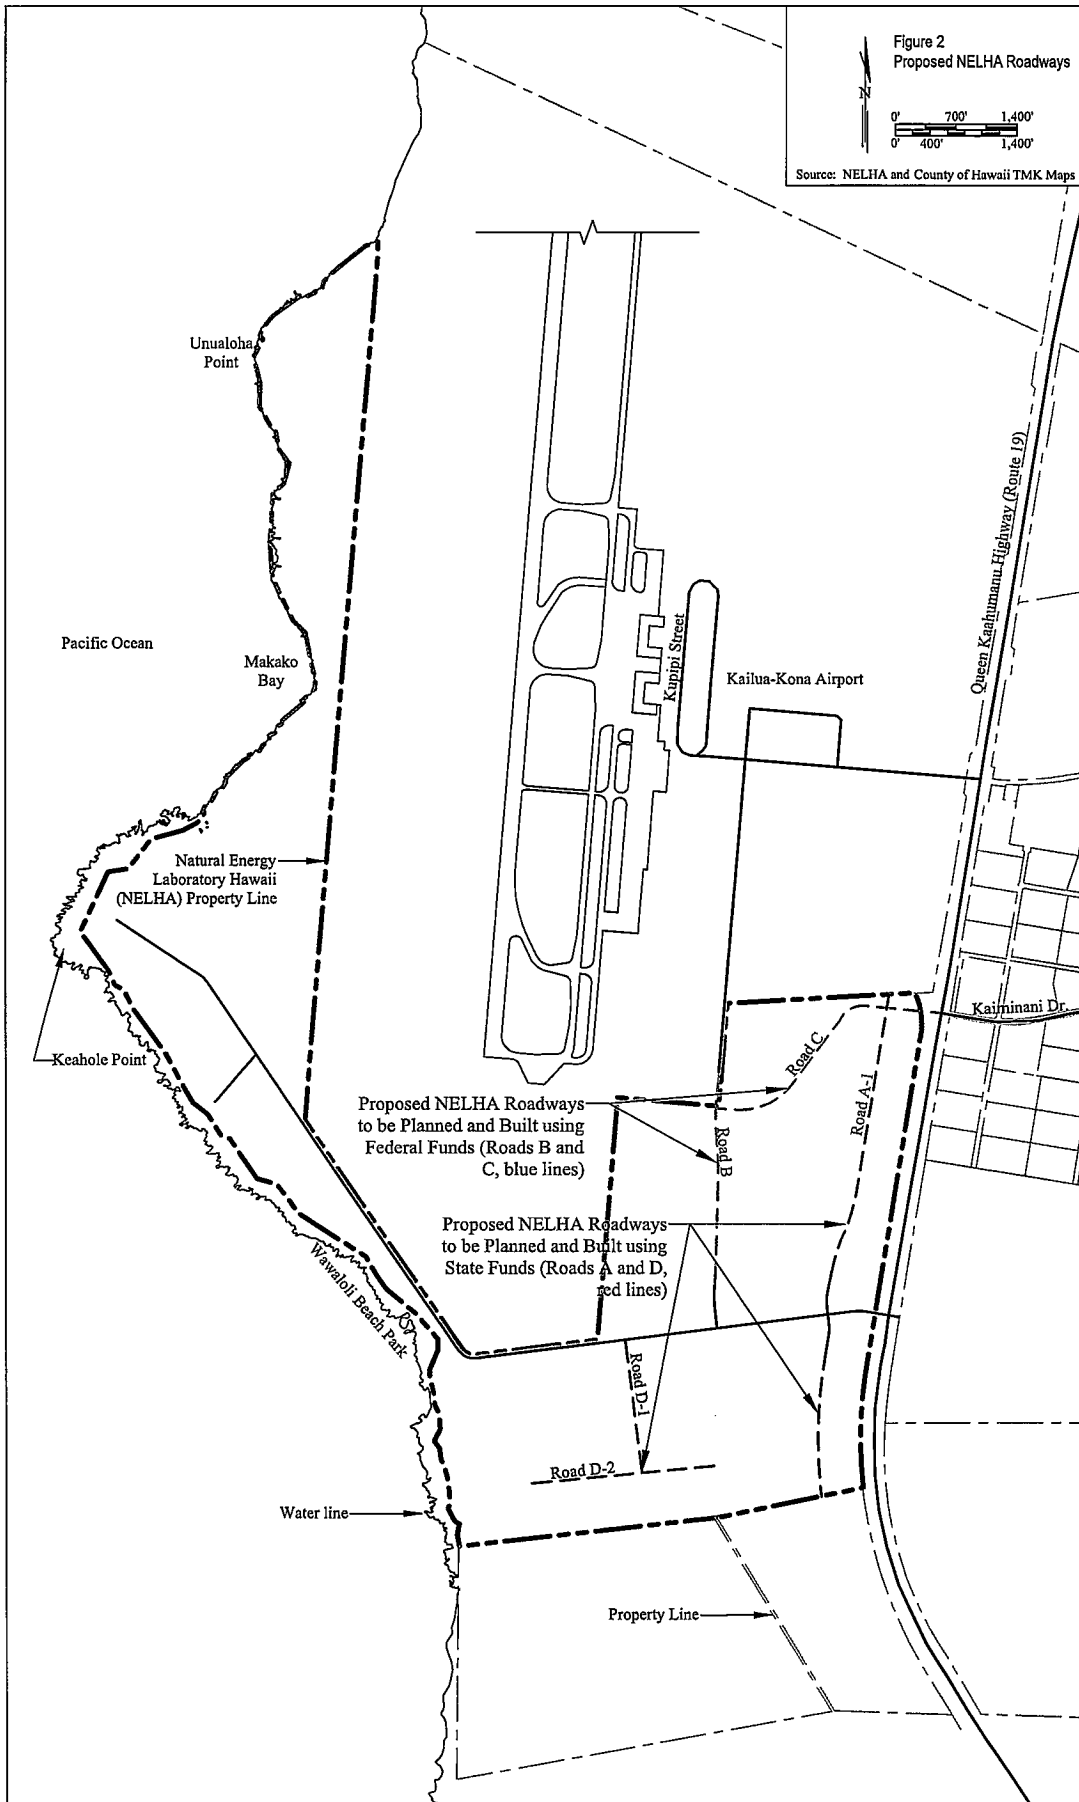 Figure 2
Proposed NELHA Roadways
N
0' 700' 1,400'
0' 400' 1,400'
Source: NELHA and County of Hawaii TMK Maps
Unualoha
Point
Queen Kaahumanu Highway (Route 19)
Pacific Ocean
Makako
Bay
Kupipi Street
Kailua-Kona Airport
Natural Energy
Laboratory Hawaii
(NELHA) Property Line
Kaiminani Dr.
Keahole Point
Road C
Road A-1
Proposed NELHA Roadways
to be Planned and Built using
Federal Funds (Roads B and
C, blue lines)
Road B
Proposed NELHA Roadways
to be Planned and Built using
State Funds (Roads A and D,
red lines)
Wawaloli Beach Park
Road D-1
Road D-2
Water line
Property Line